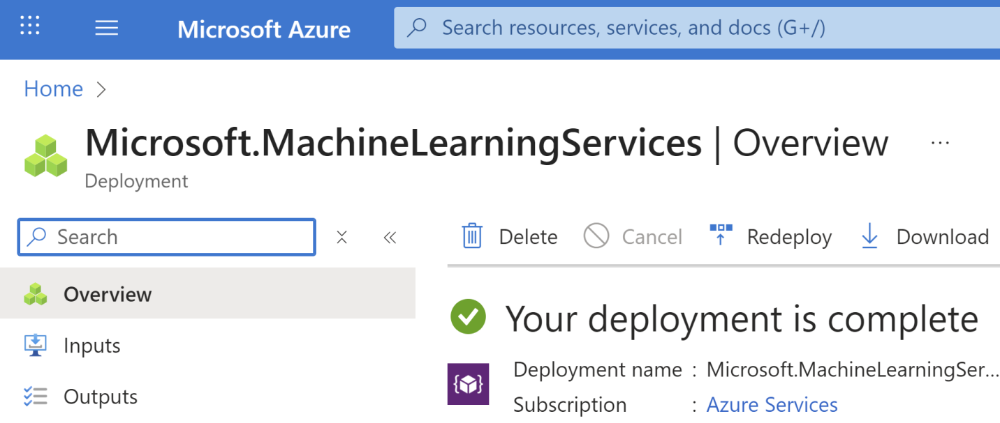 Microsoft Azure
Search resources, services, and docs (G+/)
Home
Microsoft.MachineLearningServices | Overview
...
Deployment
Search
Delete
Cancel
Redeploy
Download
Overview
Inputs
Outputs
Your deployment is complete
Deployment name : Microsoft.MachineLearningSer...
Subscription : Azure Services